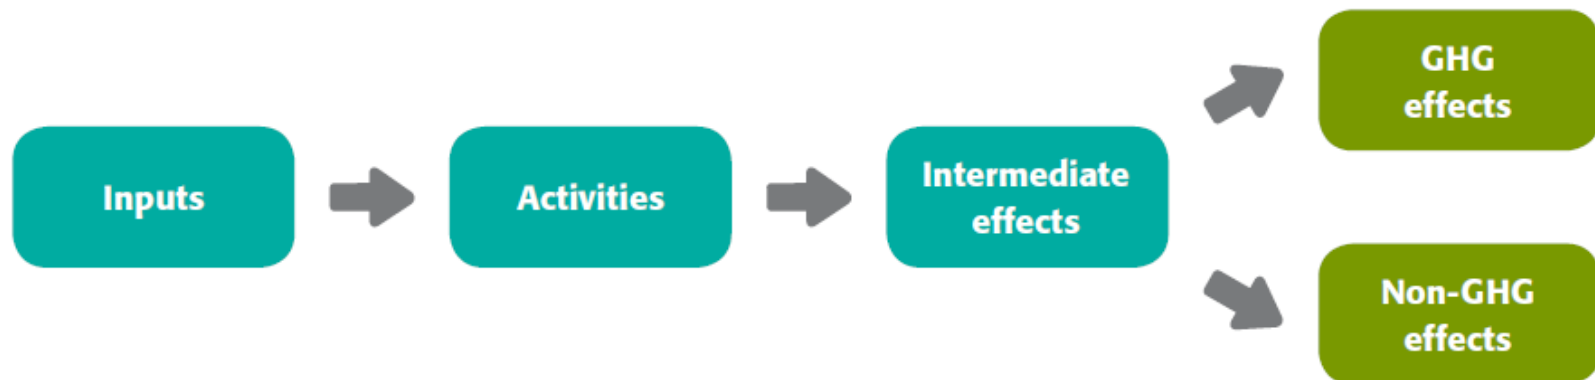 Inputs
Activities
Intermediate
effects
GHG
effects
Non-GHG
effects